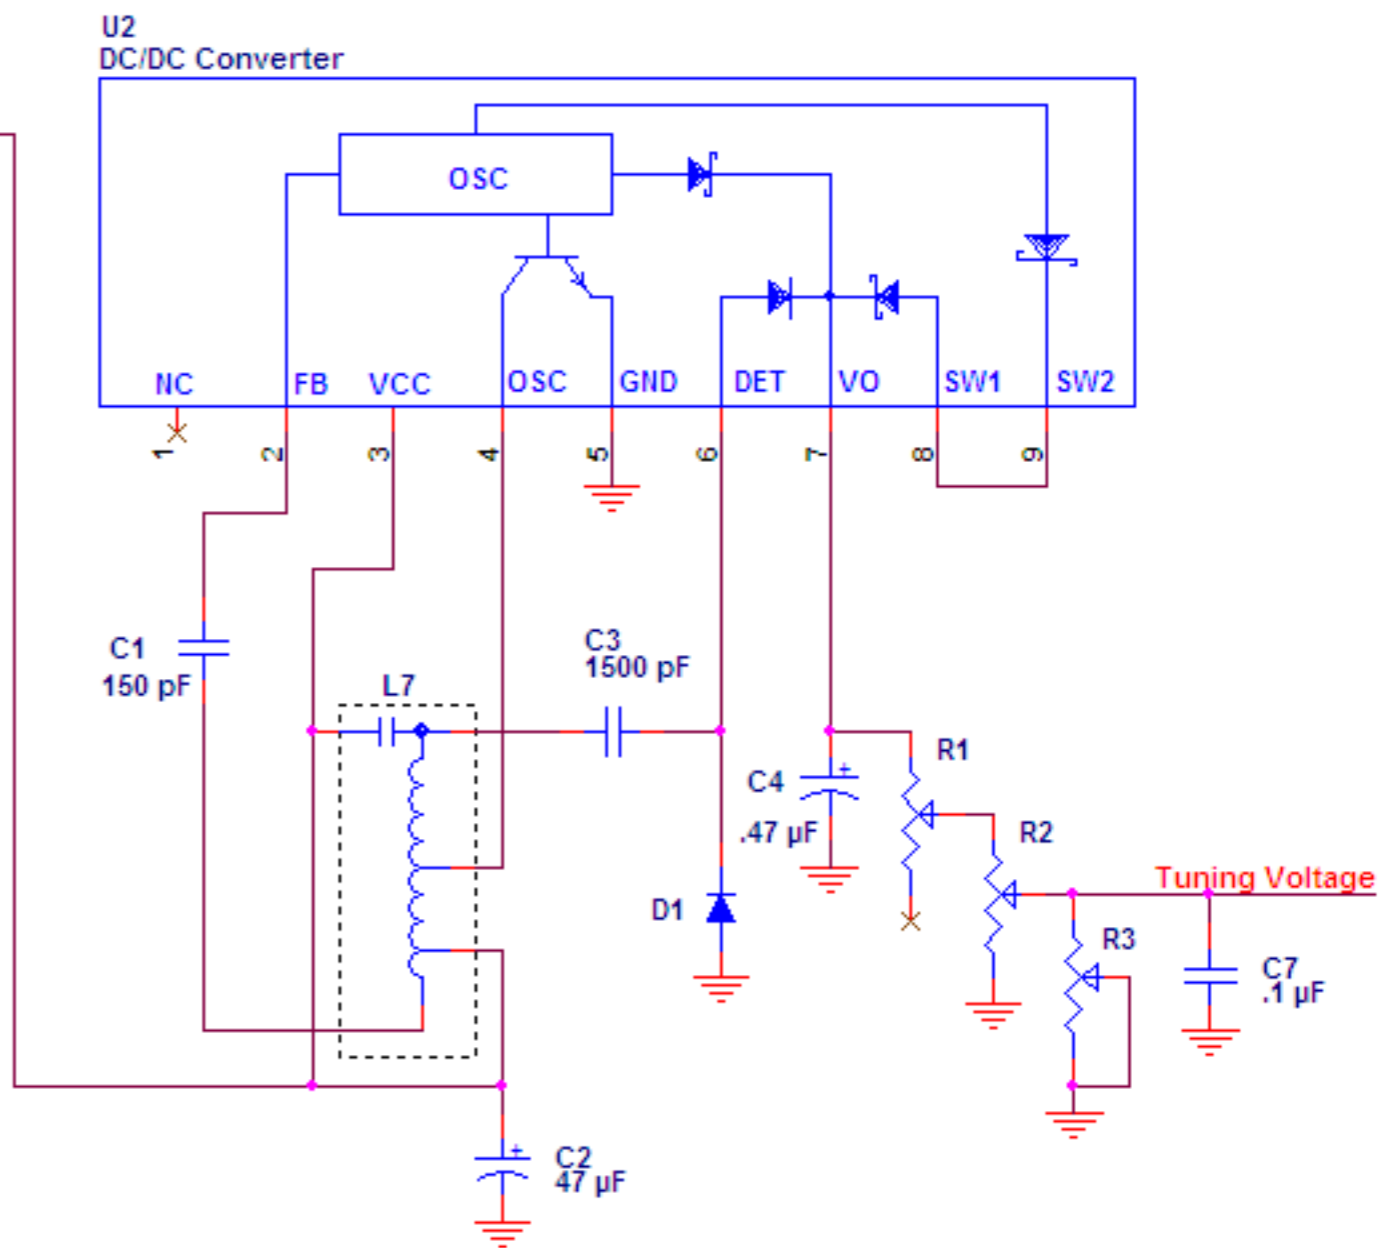 U2
DC/DC Converter
OSC
NC FB VCC OSC GND DET VO SW1 SW2
1 2 3 4 5 6 7 8 9
C1
150 pF
L7
C3
1500 pF
C4
.47 µF
R1
R2
Tuning Voltage
D1
R3
C7
.1 µF
+
+
C2
47 µF